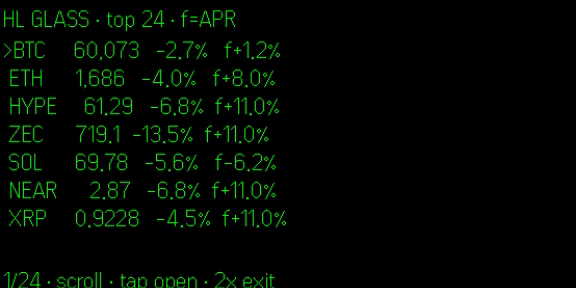 HL GLASS · top 24 · f=APR
>BTC 60,073 -2.7% f+1.2%
ETH 1,686 -4.0% f+8.0%
HYPE 61.29 -6.8% f+11.0%
ZEC 719.1 -13.5% f+11.0%
SOL 69.78 -5.6% f-6.2%
NEAR 2.87 -6.8% f+11.0%
XRP 0.9228 -4.5% f+11.0%
1/24 · scroll · tap open · 2x exit